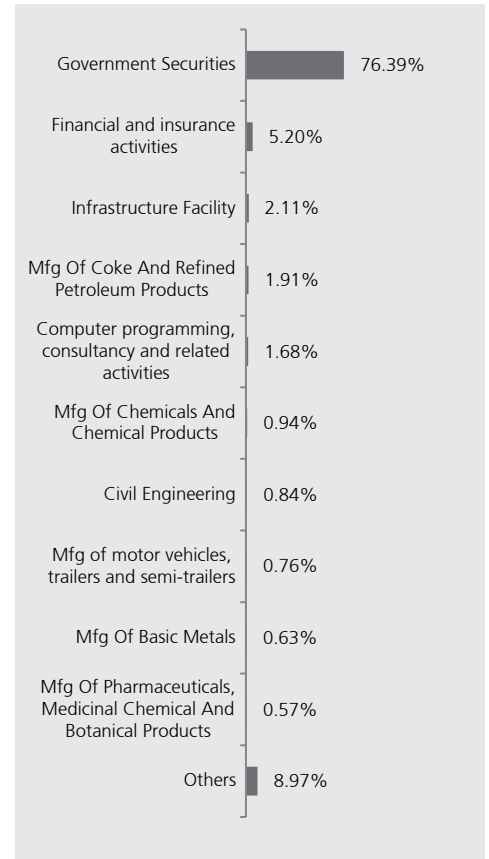 Government Securities 76.39%
Financial and insurance
activities 5.20%
Infrastructure Facility 2.11%
Mfg Of Coke And Refined
Petroleum Products 1.91%
Computer programming,
consultancy and related
activities 1.68%
Mfg Of Chemicals And
Chemical Products 0.94%
Civil Engineering 0.84%
Mfg of motor vehicles,
trailers and semi-trailers 0.76%
Mfg Of Basic Metals 0.63%
Mfg Of Pharmaceuticals,
Medicinal Chemical And
Botanical Products 0.57%
Others 8.97%